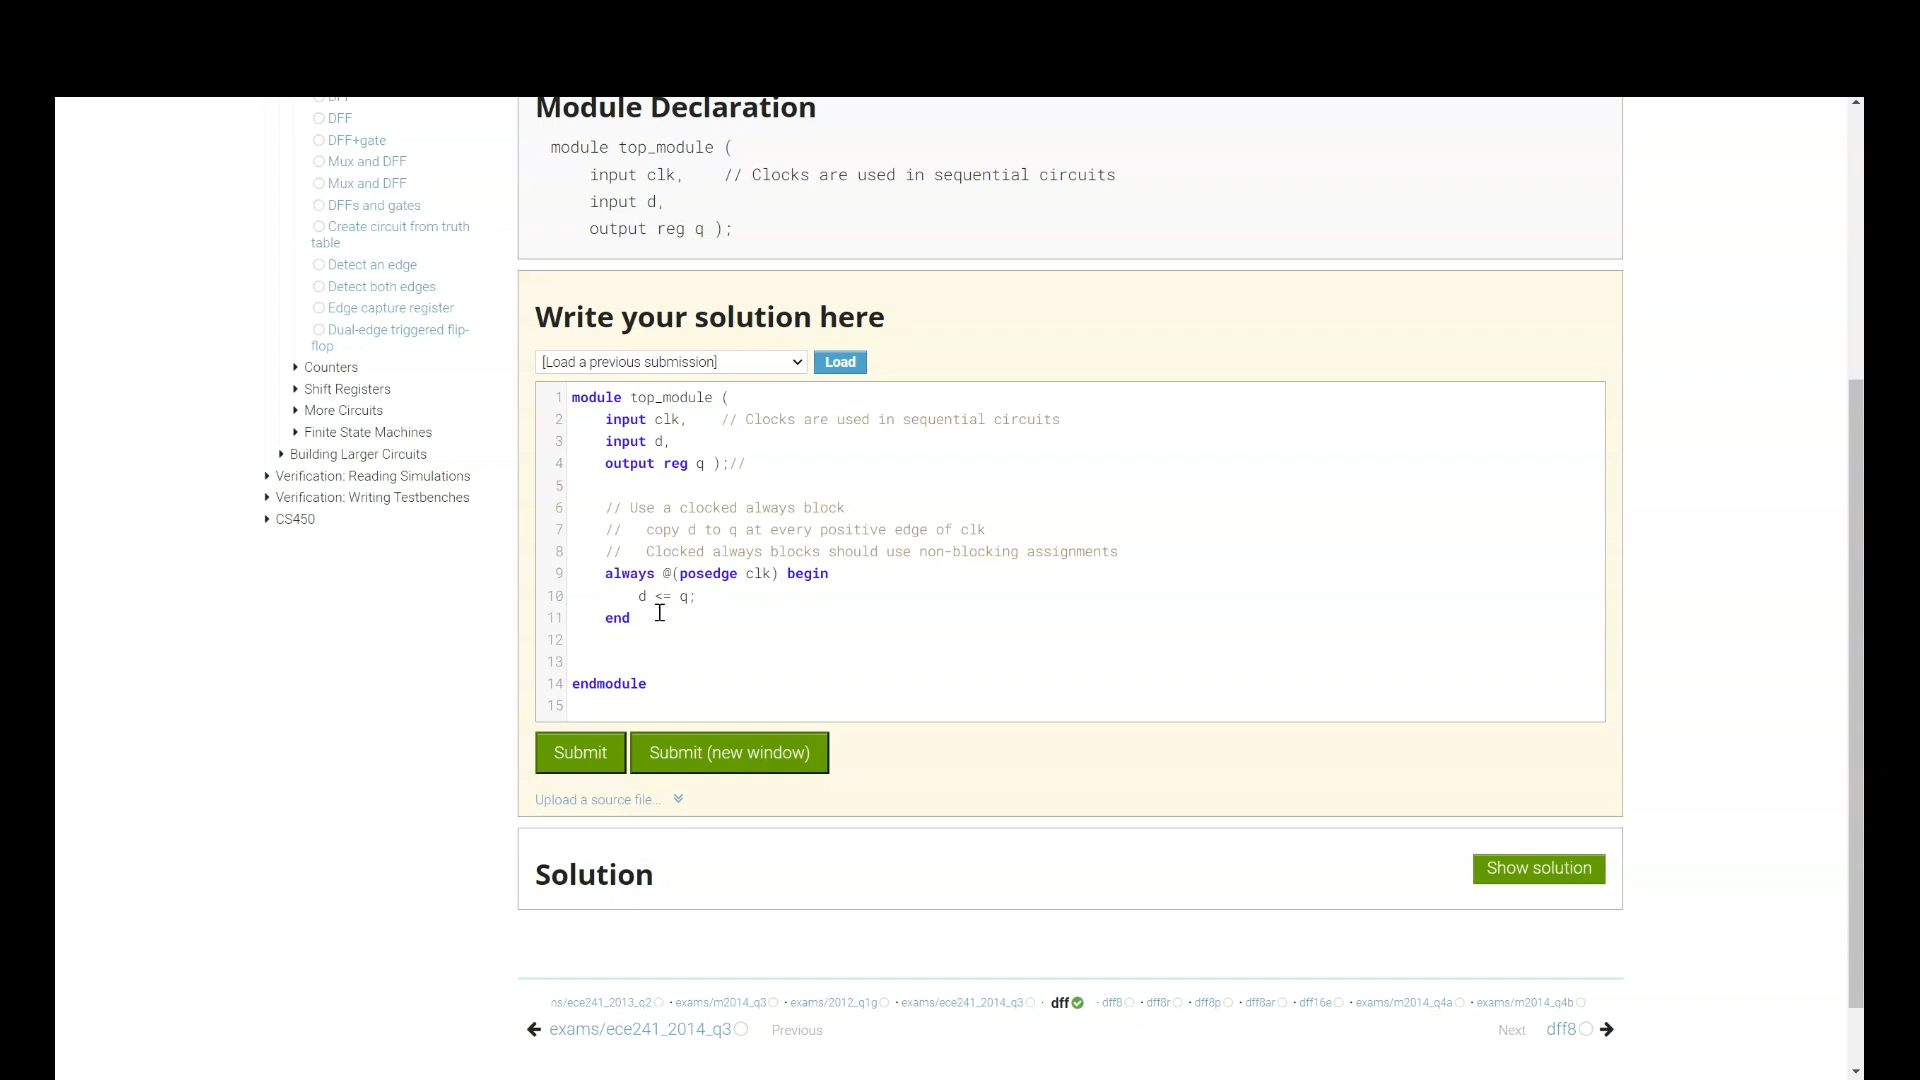 DFF
DFF
DFF+gate
Mux and DFF
Mux and DFF
DFFs and gates
Create circuit from truth
table
Detect an edge
Detect both edges
Edge capture register
Dual-edge triggered flip-
flop
Counters
Shift Registers
More Circuits
Finite State Machines
Building Larger Circuits
Verification: Reading Simulations
Verification: Writing Testbenches
CS450
Module Declaration
module top_module (
input clk,    // Clocks are used in sequential circuits
input d,
output reg q );
Write your solution here
[Load a previous submission] Load
1 module top_module (
2 input clk,    // Clocks are used in sequential circuits
3 input d,
4 output reg q );//
5
6 // Use a clocked always block
7 //   copy d to q at every positive edge of clk
8 //   Clocked always blocks should use non-blocking assignments
9 always @(posedge clk) begin
10 d <= q;
11 end
12
13
14 endmodule
15
Submit Submit (new window)
Upload a source file...
Solution Show solution
ns/ece241_2013_q2 · exams/m2014_q3 · exams/2012_q1g · exams/ece241_2014_q3 · dff · dff8 · dff8r · dff8p · dff8ar · dff16e · exams/m2014_q4a · exams/m2014_q4b
exams/ece241_2014_q3 Previous Next dff8